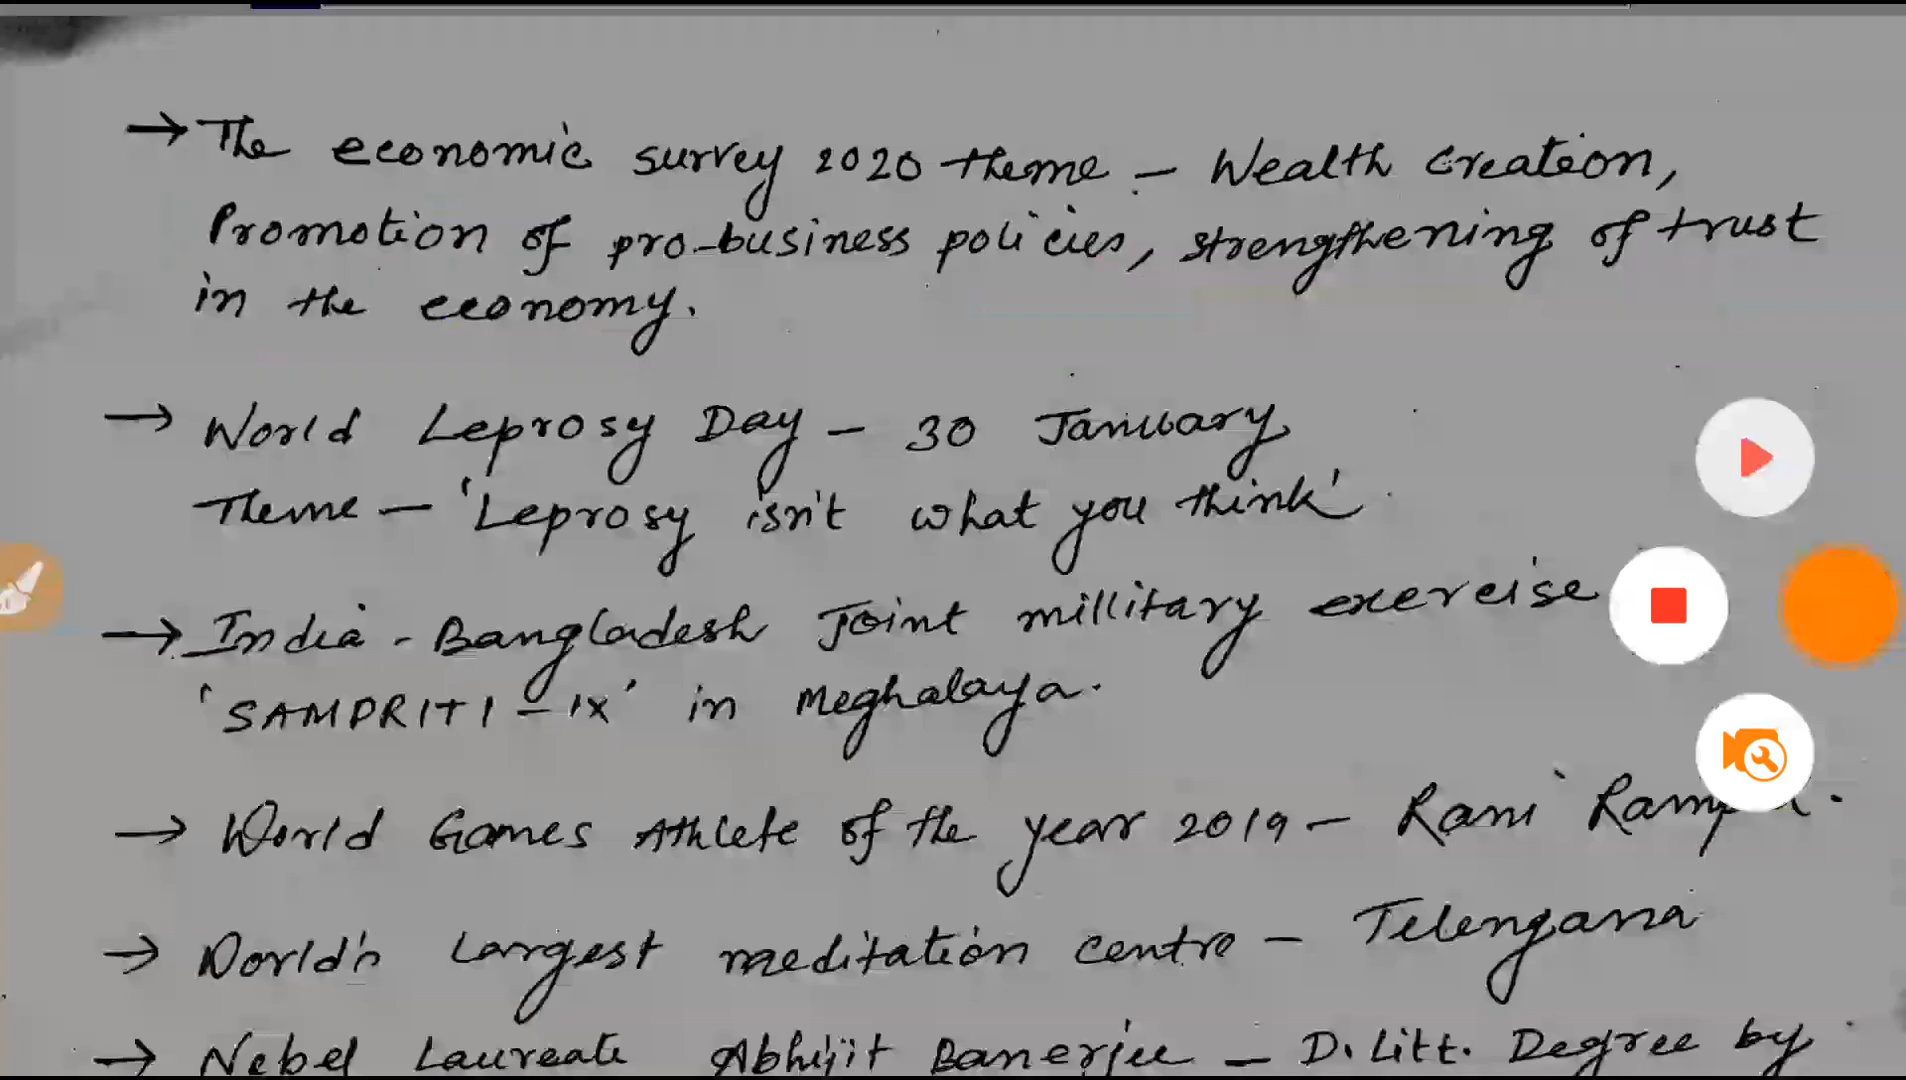 → The economic survey 2020 theme - Wealth creation,
Promotion of pro-business policies, strengthening of trust
in the economy.
→ World Leprosy Day - 30 January
Theme - 'Leprosy isn't what you think'
→ India - Bangladesh Joint millitary exercise
'SAMPRITI - IX' in Meghalaya.
→ World Games Athlete of the year 2019 - Rani
→ World's largest meditation centre - Telengana
→ Nobel Laureate Abhijit Banerjee - D. Litt. Degree by